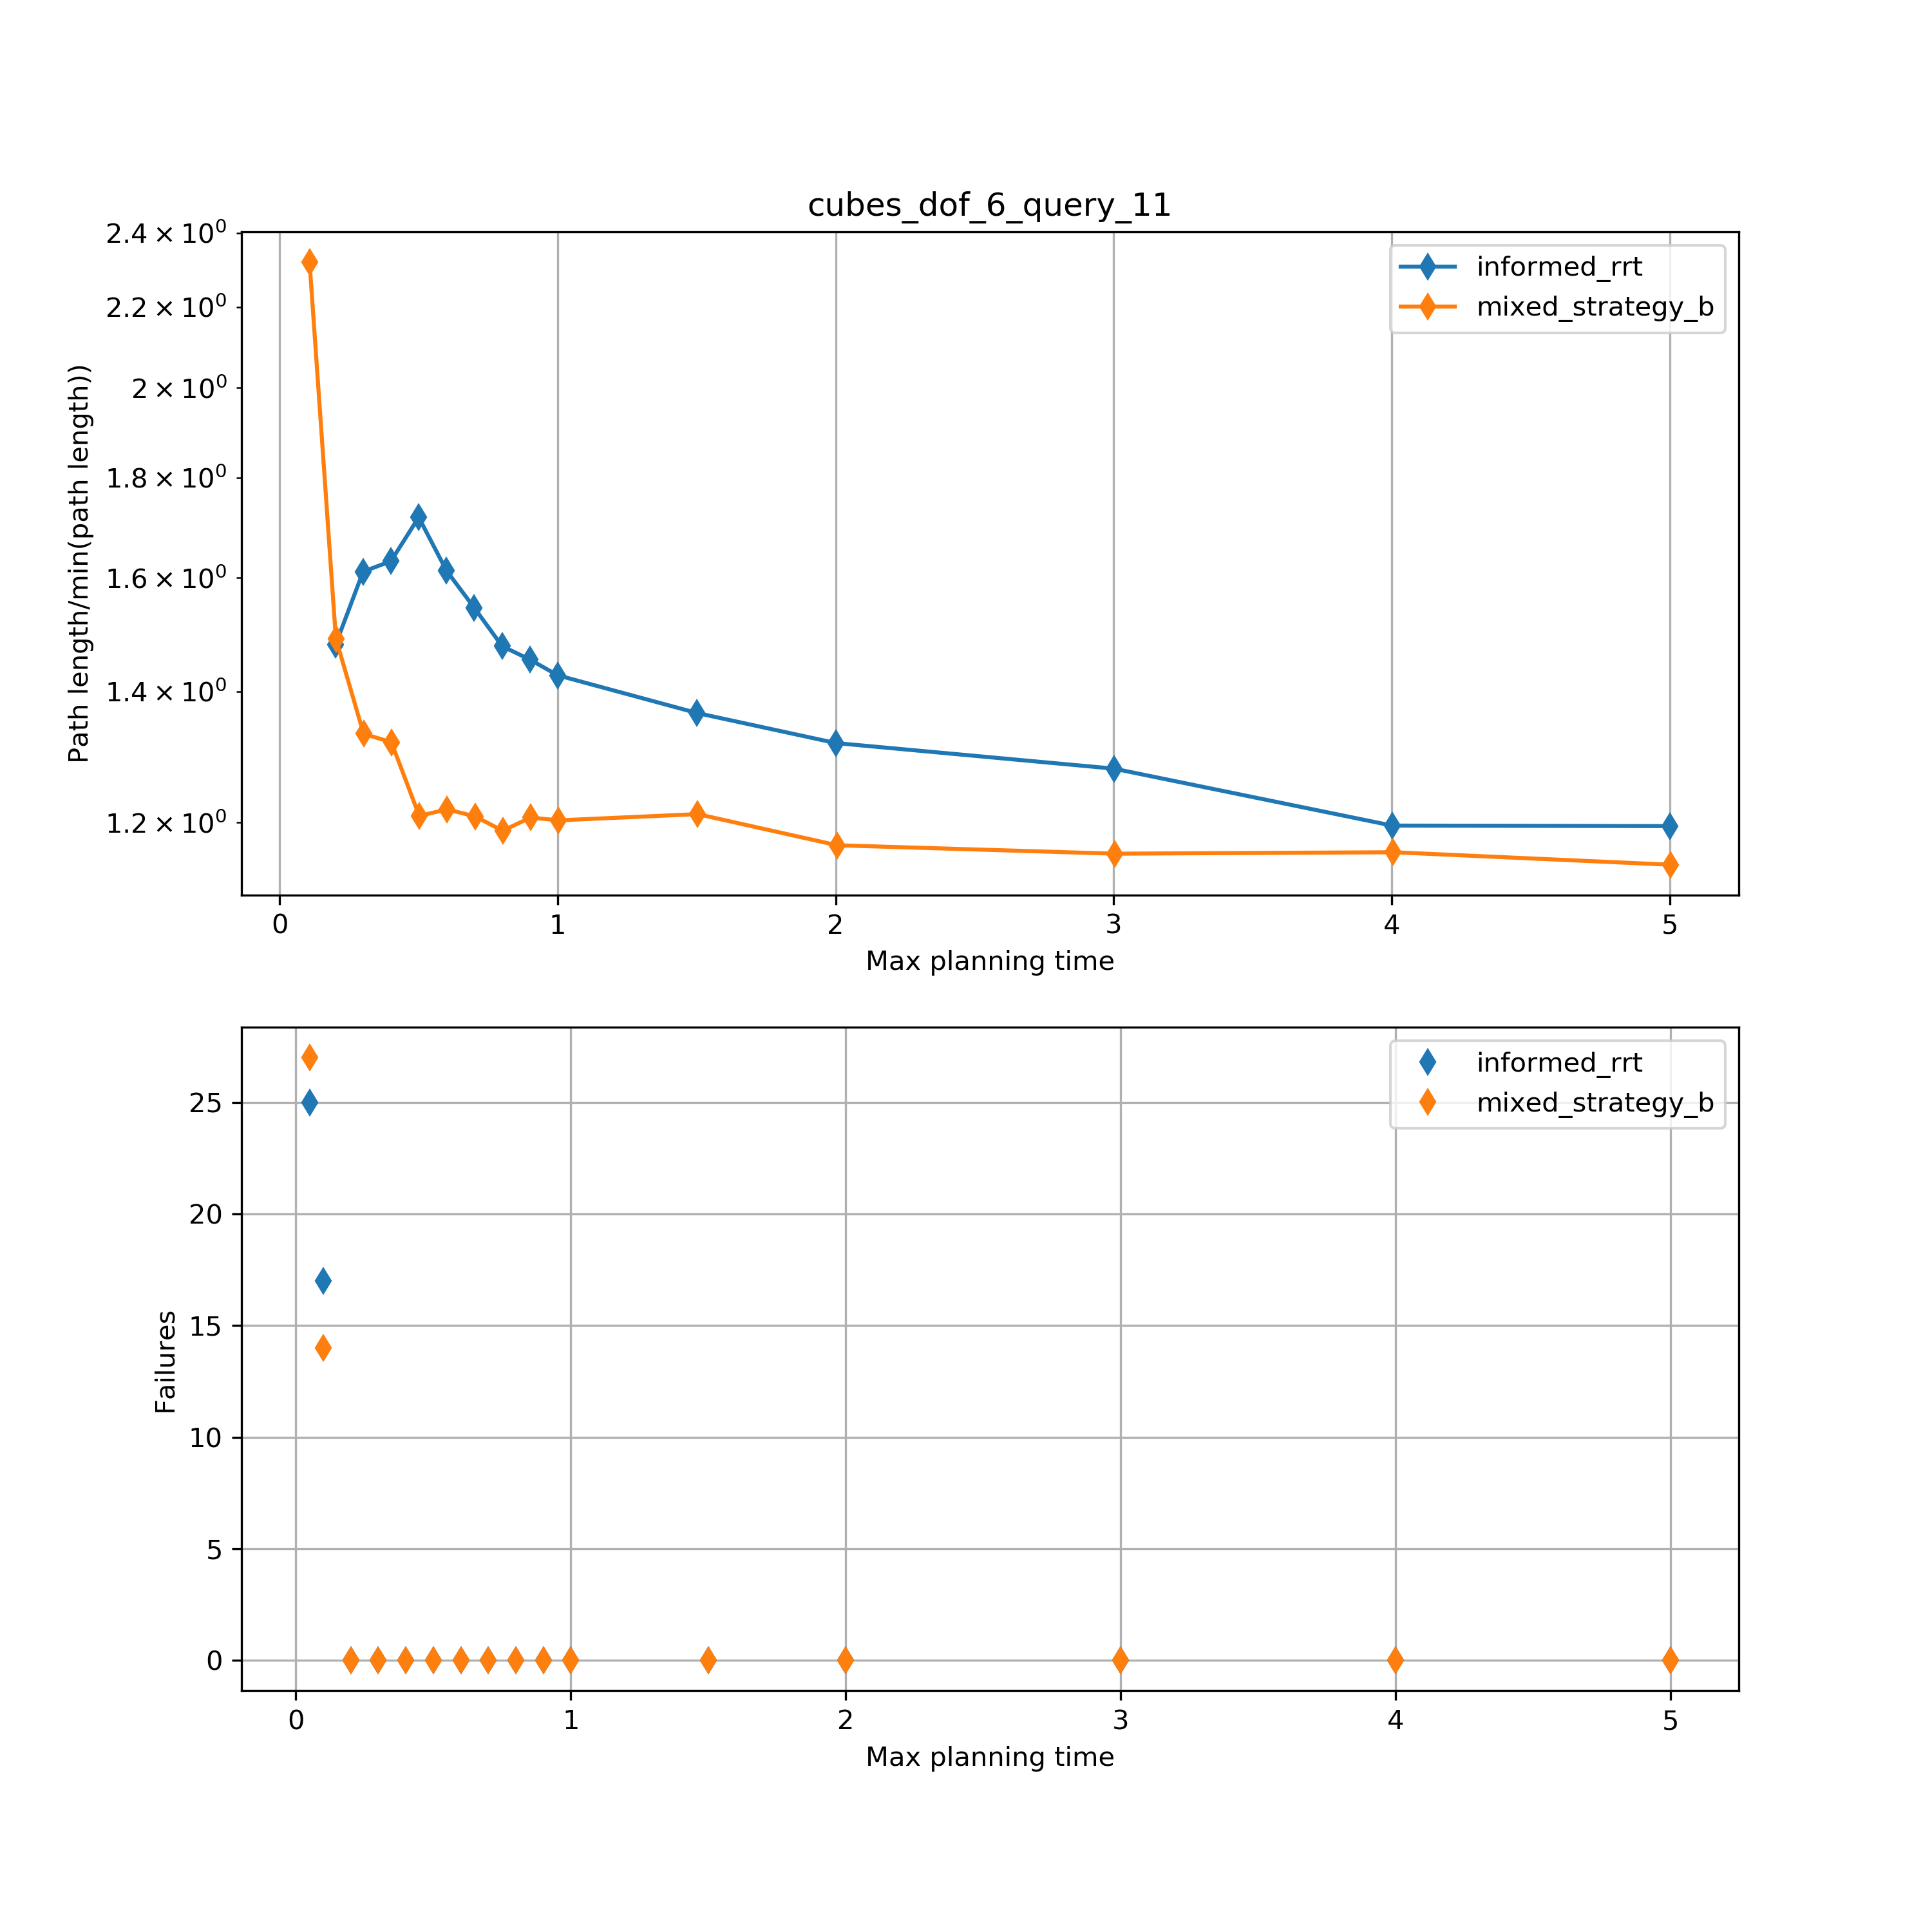 cubes_dof_6_query_11
2.4 × 10⁰
2.2 × 10⁰
2 × 10⁰
1.8 × 10⁰
1.6 × 10⁰
1.4 × 10⁰
1.2 × 10⁰
Path length/min(path length))
informed_rrt
mixed_strategy_b
0 1 2 3 4 5
Max planning time
25
20
15
10
5
0
Failures
informed_rrt
mixed_strategy_b
0 1 2 3 4 5
Max planning time